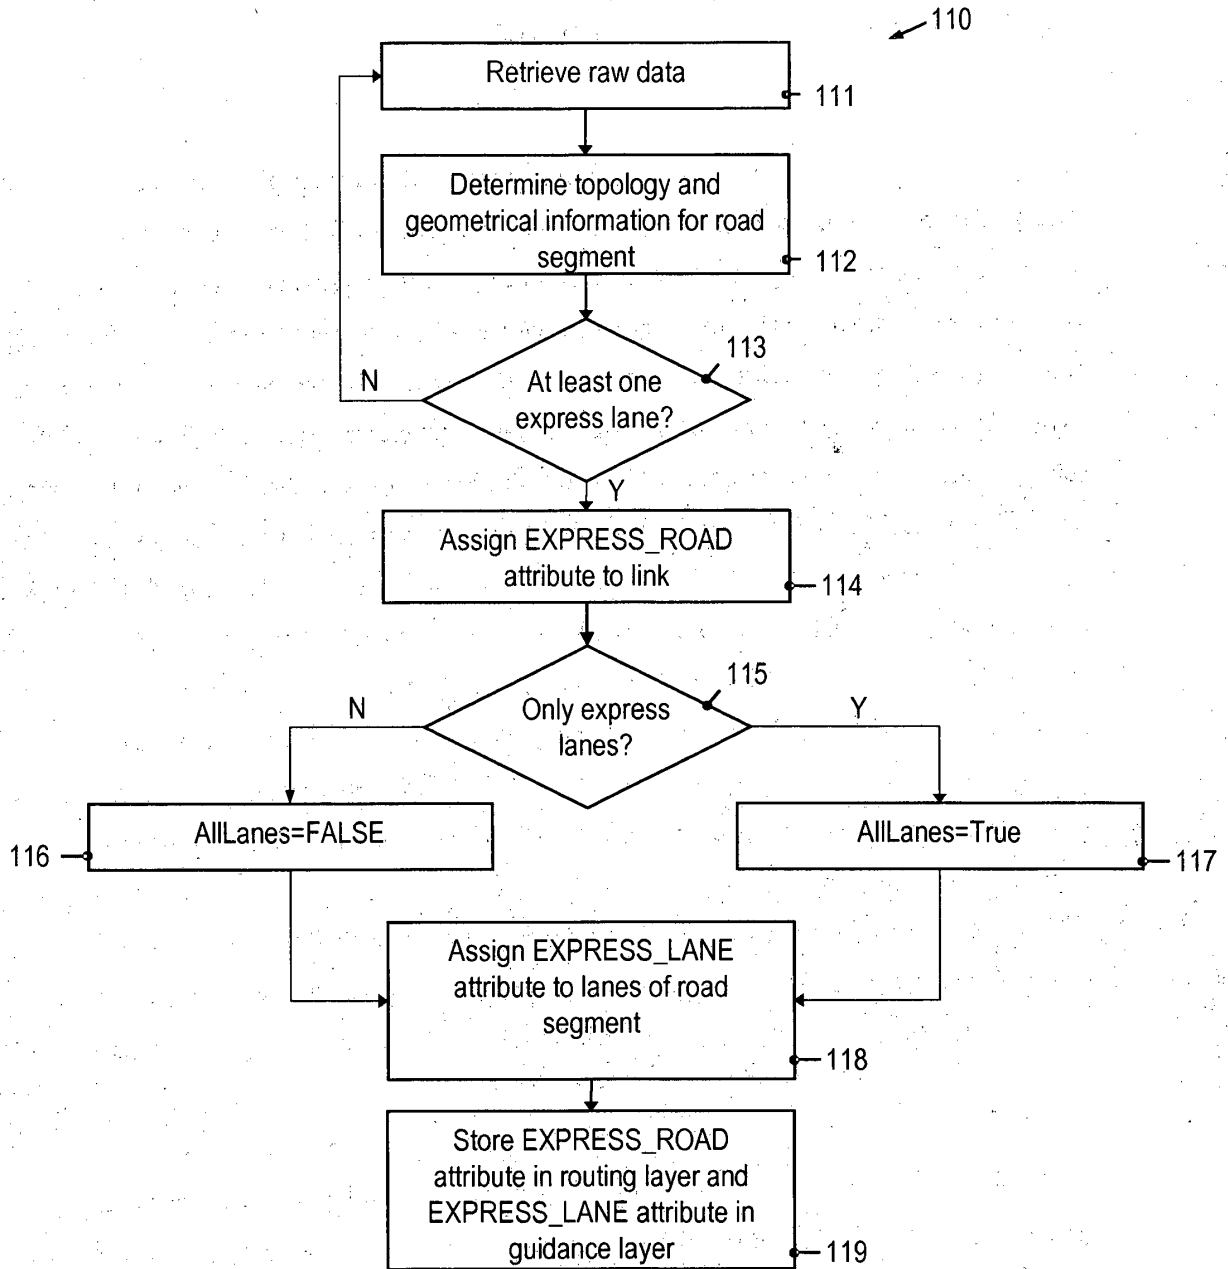 110
Retrieve raw data
111
Determine topology and
geometrical information for road
segment
112
113
N
At least one
express lane?
Y
Assign EXPRESS_ROAD
attribute to link
114
115
N
Only express
lanes?
Y
AllLanes=FALSE
116
AllLanes=True
117
Assign EXPRESS_LANE
attribute to lanes of road
segment
118
Store EXPRESS_ROAD
attribute in routing layer and
EXPRESS_LANE attribute in
guidance layer
119